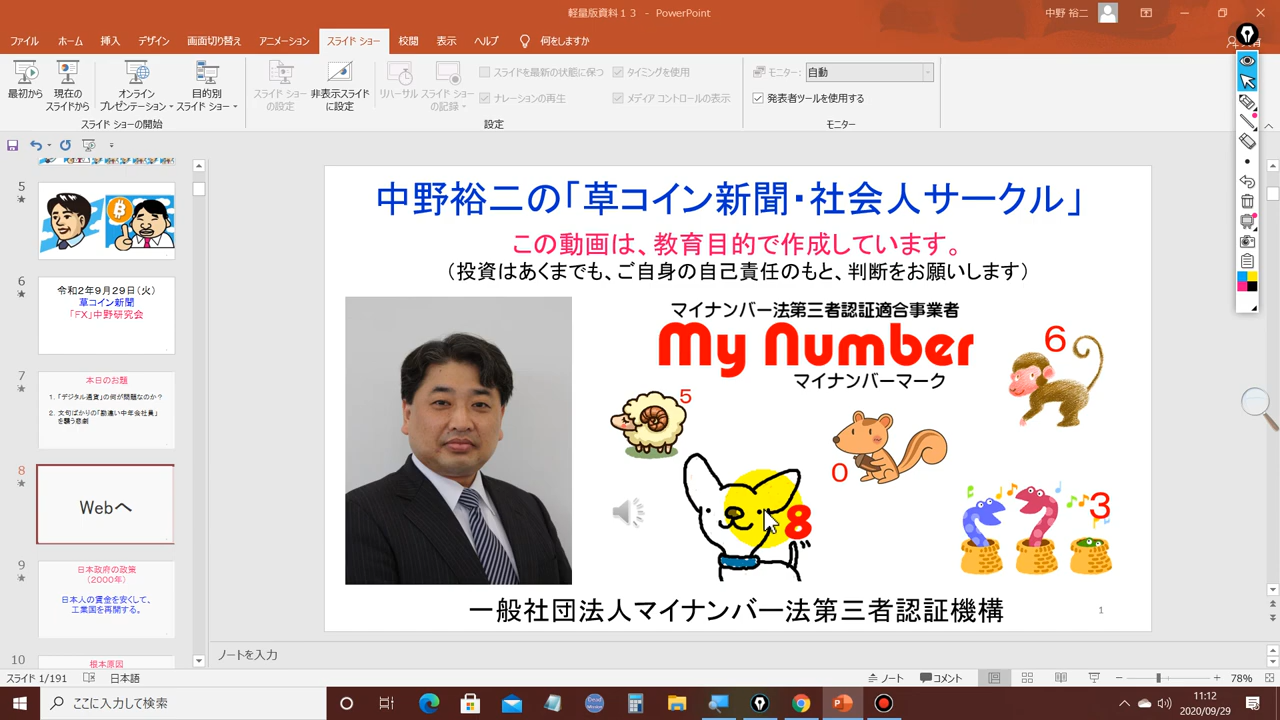 軽量版資料13 - PowerPoint
中野 裕二
ファイル ホーム 挿入 デザイン 画面切り替え アニメーション スライド ショー 校閲 表示 ヘルプ 何をしますか
最初から
現在の
スライドから
オンライン
プレゼンテーション
目的別
スライド ショー
スライド ショーの開始
スライド ショー
の設定
非表示スライド
に設定
リハーサル
スライド ショー
の記録
スライドを最新の状態に保つ
ナレーションの再生
タイミングを使用
メディア コントロールの表示
設定
モニター: 自動
発表者ツールを使用する
モニター
5
6
令和2年9月29日(火)
草コイン新聞
「FX」中野研究会
7
本日のお題
1. 「デジタル通貨」の何が問題なのか?
2. 文句ばかりの「勘違い中年会社員」
を襲う悲劇
8
Webへ
9
日本政府の政策
(2000年)
日本人の賃金を安くして、
工業国を再開する。
10
根本原因
中野裕二の「草コイン新聞・社会人サークル」
この動画は、教育目的で作成しています。
(投資はあくまでも、ご自身の自己責任のもと、判断をお願いします)
マイナンバー法第三者認証適合事業者
My Number
マイナンバーマーク
5
6
0
8
3
一般社団法人マイナンバー法第三者認証機構
1
ノートを入力
スライド 1/191
日本語
ノート
コメント
78%
ここに入力して検索
11:12
2020/09/29